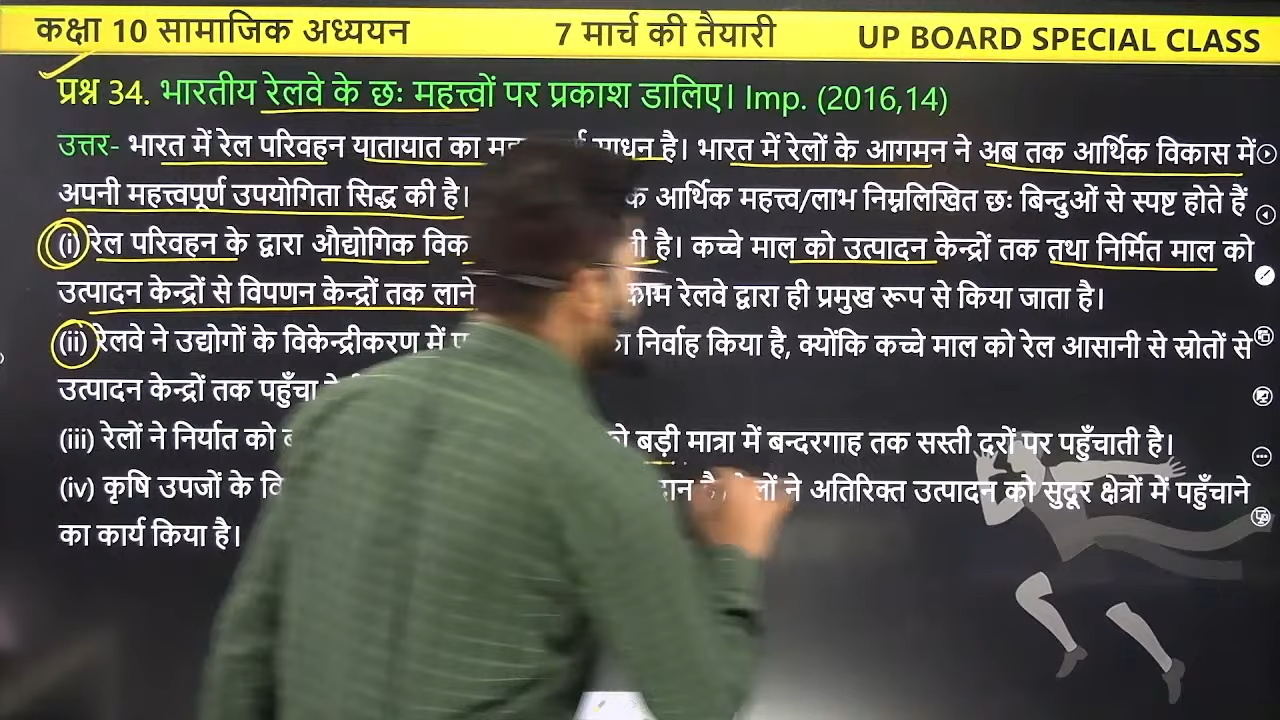 कक्षा 10 सामाजिक अध्ययन 7 मार्च की तैयारी UP BOARD SPECIAL CLASS
प्रश्न 34. भारतीय रेलवे के छः महत्त्वों पर प्रकाश डालिए। Imp. (2016,14)
उत्तर- भारत में रेल परिवहन यातायात का साधन है। भारत में रेलों के आगमन ने अब तक आर्थिक विकास में
अपनी महत्त्वपूर्ण उपयोगिता सिद्ध की है। आर्थिक महत्त्व/लाभ निम्नलिखित छः बिन्दुओं से स्पष्ट होते हैं
(i) रेल परिवहन के द्वारा औद्योगिक है। कच्चे माल को उत्पादन केन्द्रों तक तथा निर्मित माल को
उत्पादन केन्द्रों से विपणन केन्द्रों तक लाने काम रेलवे द्वारा ही प्रमुख रूप से किया जाता है।
(ii) रेलवे ने उद्योगों के विकेन्द्रीकरण में निर्वाह किया है, क्योंकि कच्चे माल को रेल आसानी से स्रोतों से
उत्पादन केन्द्रों तक पहुँचा
(iii) रेलों ने निर्यात को बड़ी मात्रा में बन्दरगाह तक सस्ती दरों पर पहुँचाती है।
(iv) कृषि उपजों के ने अतिरिक्त उत्पादन को सुदूर क्षेत्रों में पहुँचाने
का कार्य किया है।